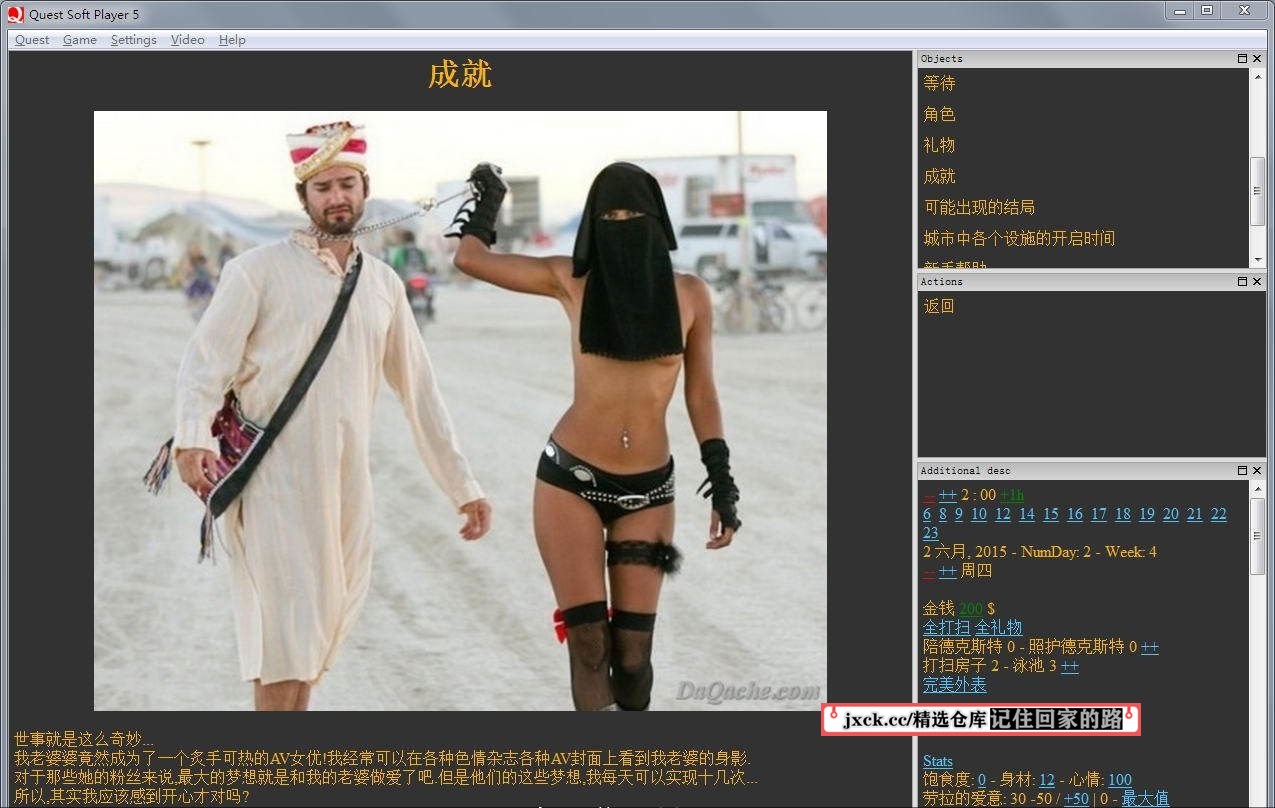 Quest Soft Player 5
Quest Game Settings Video Help
成就
DaQache.com
世事就是这么奇妙...
我老婆婆竟然成为了一个炙手可热的AV女优!我经常可以在各种色情杂志各种AV封面上看到我老婆的身影.
对于那些她的粉丝来说,最大的梦想就是和我的老婆做爱了吧.但是他们的这些梦想,我每天可以实现十几次...
所以,其实我应该感到开心才对吗?
Objects
等待
角色
礼物
成就
可能出现的结局
城市中各个设施的开启时间
新手帮助
Actions
返回
Additional desc
-- ++ 2 : 00 +1h
6 8 9 10 12 14 15 16 17 18 19 20 21 22
23
2 六月, 2015 - NumDay: 2 - Week: 4
-- ++ 周四
金钱 200 $
全打扫 全礼物
陪德克斯特 0 - 照护德克斯特 0 ++
打扫房子 2 - 泳池 3 ++
完美外表
jxck.cc/精选仓库 记住回家的路
Stats
饱食度: 0 - 身材: 12 - 心情: 100
劳拉的爱意: 30 -50 / +50 | 0 - 最大值